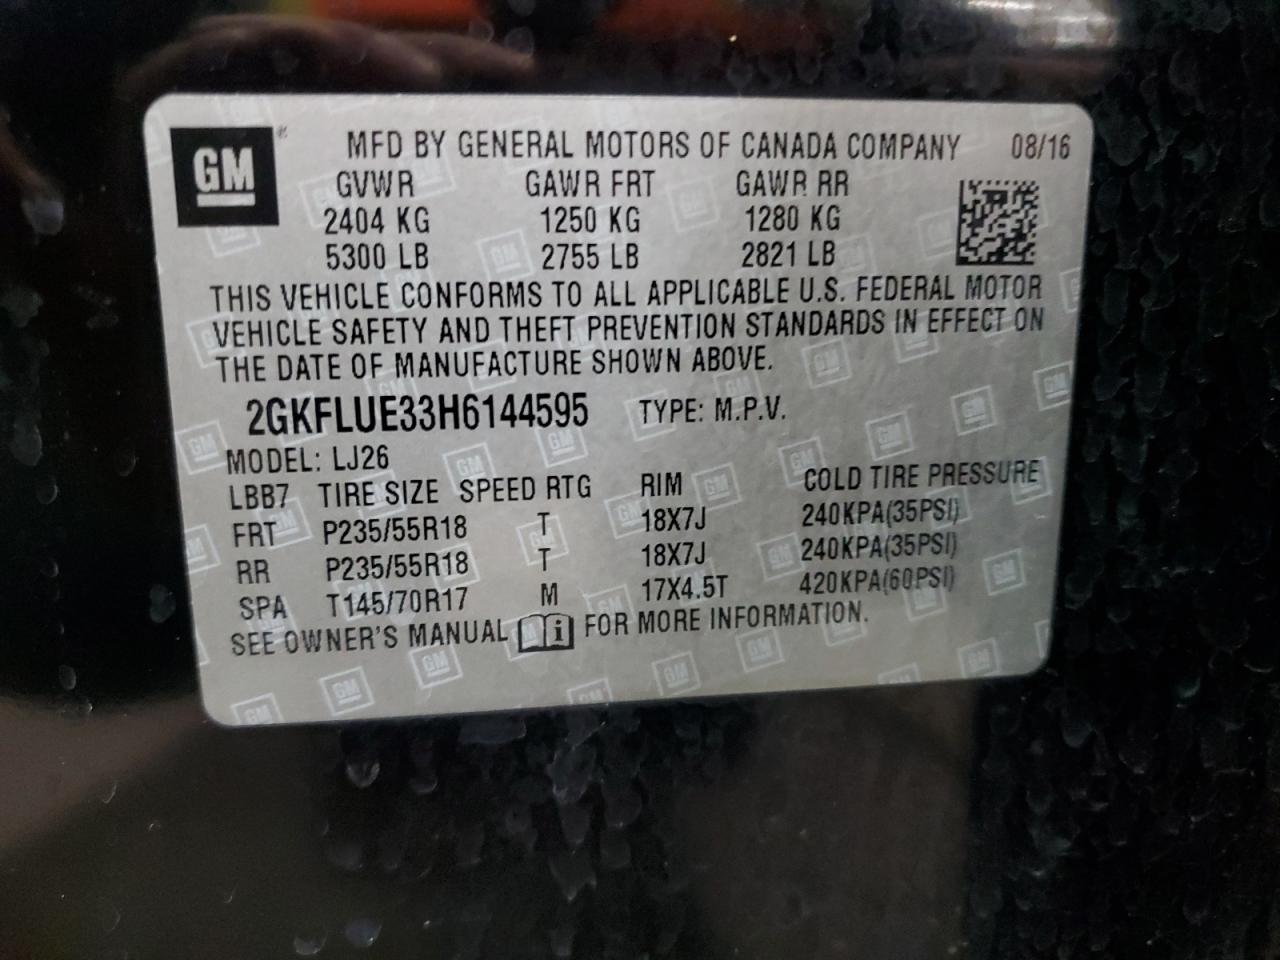 GM ® MFD BY GENERAL MOTORS OF CANADA COMPANY 08/16
GVWR GAWR FRT GAWR RR
2404 KG 1250 KG 1280 KG
5300 LB 2755 LB 2821 LB
THIS VEHICLE CONFORMS TO ALL APPLICABLE U.S. FEDERAL MOTOR
VEHICLE SAFETY AND THEFT PREVENTION STANDARDS IN EFFECT ON
THE DATE OF MANUFACTURE SHOWN ABOVE.
2GKFLUE33H6144595 TYPE: M.P.V.
MODEL: LJ26
LBB7 TIRE SIZE SPEED RTG RIM COLD TIRE PRESSURE
FRT P235/55R18 T 18X7J 240KPA(35PSI)
RR P235/55R18 T 18X7J 240KPA(35PSI)
SPA T145/70R17 M 17X4.5T 420KPA(60PSI)
SEE OWNER'S MANUAL i FOR MORE INFORMATION.